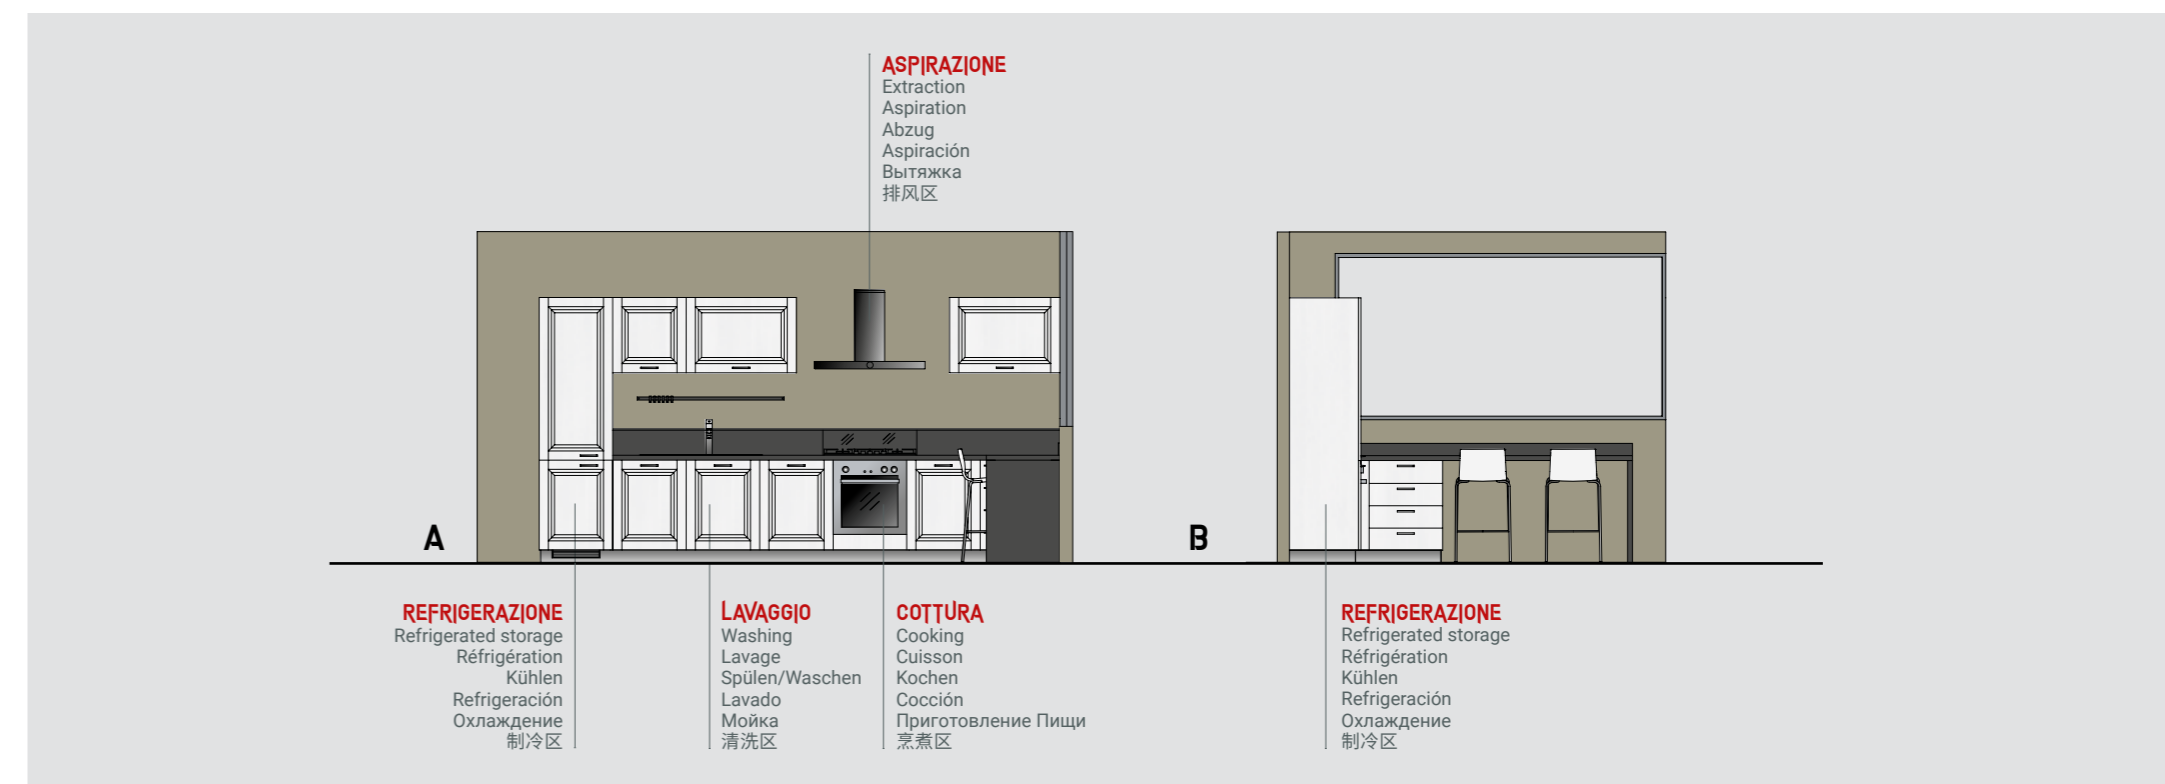 ASPIRAZIONE
Extraction
Aspiration
Abzug
Aspiración
Вытяжка
排风区
A
B
REFRIGERAZIONE
Refrigerated storage
Réfrigération
Kühlen
Refrigeración
Охлаждение
制冷区
LAVAGGIO
Washing
Lavage
Spülen/Waschen
Lavado
Мойка
清洗区
COTTURA
Cooking
Cuisson
Kochen
Cocción
Приготовление Пищи
烹煮区
REFRIGERAZIONE
Refrigerated storage
Réfrigération
Kühlen
Refrigeración
Охлаждение
制冷区